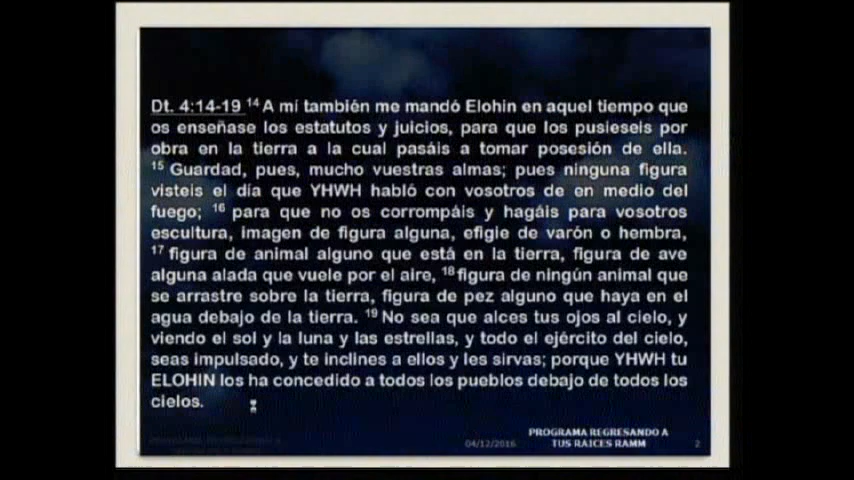 Dt. 4:14-19 14 A mí también me mandó Elohin en aquel tiempo que
os enseñase los estatutos y juicios, para que los pusieseis por
obra en la tierra a la cual pasáis a tomar posesión de ella.
15 Guardad, pues, mucho vuestras almas; pues ninguna figura
visteis el día que YHWH habló con vosotros de en medio del
fuego; 16 para que no os corrompáis y hagáis para vosotros
escultura, imagen de figura alguna, efigie de varón o hembra,
17 figura de animal alguno que está en la tierra, figura de ave
alguna alada que vuele por el aire, 18 figura de ningún animal que
se arrastre sobre la tierra, figura de pez alguno que haya en el
agua debajo de la tierra. 19 No sea que alces tus ojos al cielo, y
viendo el sol y la luna y las estrellas, y todo el ejército del cielo,
seas impulsado, y te inclines a ellos y les sirvas; porque YHWH tu
ELOHIN los ha concedido a todos los pueblos debajo de todos los
cielos.
04/12/2016
PROGRAMA REGRESANDO A
TUS RAICES RAMM
2